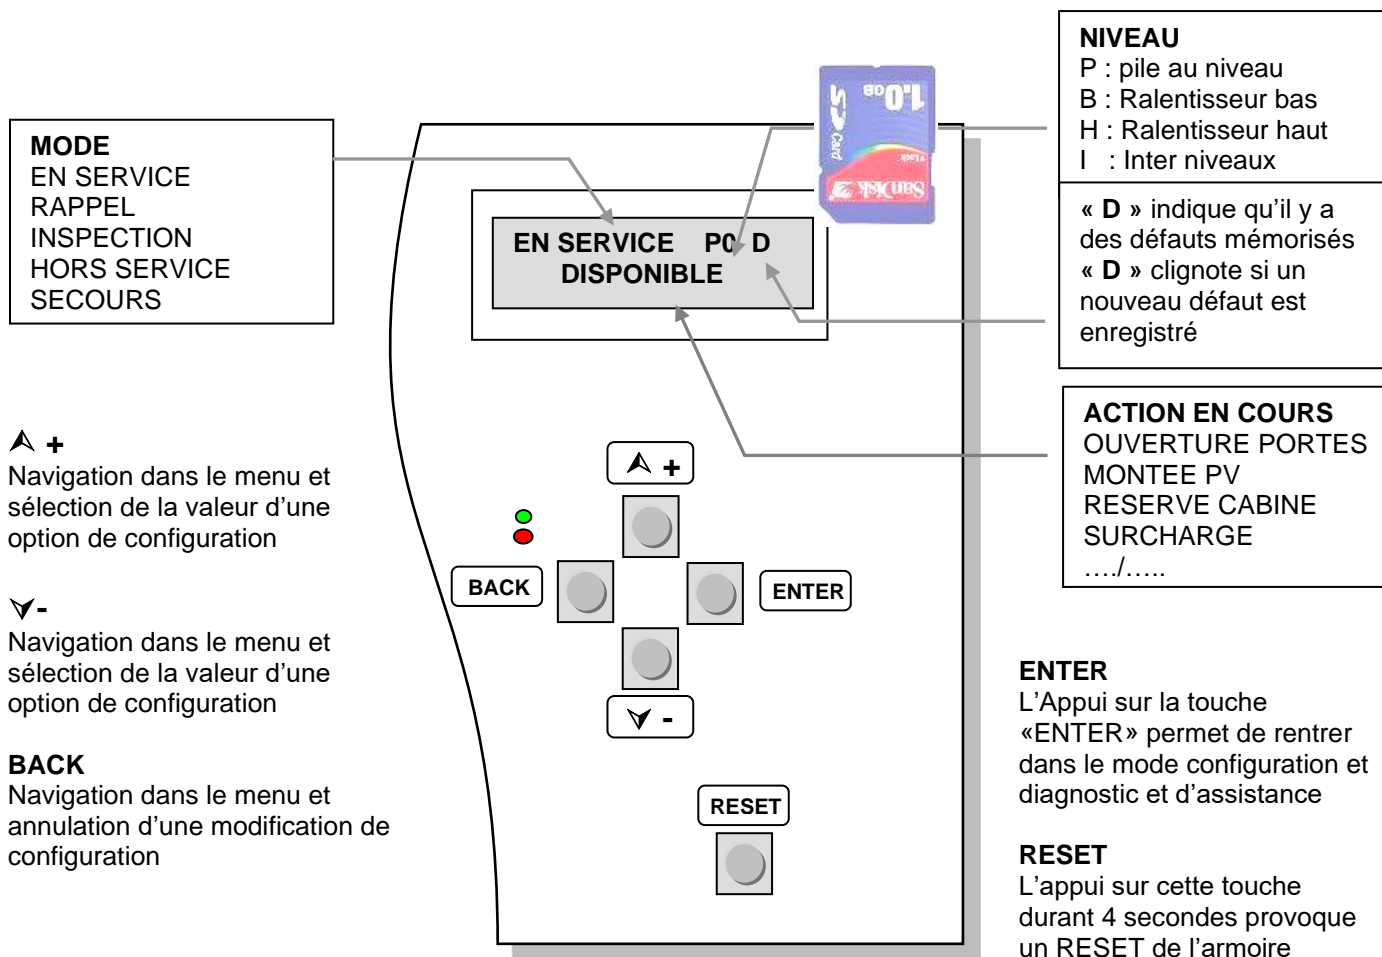 MODE
EN SERVICE
RAPPEL
INSPECTION
HORS SERVICE
SECOURS
+
Navigation dans le menu et
sélection de la valeur d'une
option de configuration
-
Navigation dans le menu et
sélection de la valeur d'une
option de configuration
BACK
Navigation dans le menu et
annulation d'une modification de
configuration
1.0 GB
SD Card
Lock
SanDisk
EN SERVICE P0 D
DISPONIBLE
+
BACK
ENTER
-
RESET
NIVEAU
P : pile au niveau
B : Ralentisseur bas
H : Ralentisseur haut
I : Inter niveaux
« D » indique qu'il y a
des défauts mémorisés
« D » clignote si un
nouveau défaut est
enregistré
ACTION EN COURS
OUVERTURE PORTES
MONTEE PV
RESERVE CABINE
SURCHARGE
…./…..
ENTER
L'Appui sur la touche
«ENTER» permet de rentrer
dans le mode configuration et
diagnostic et d'assistance
RESET
L'appui sur cette touche
durant 4 secondes provoque
un RESET de l'armoire